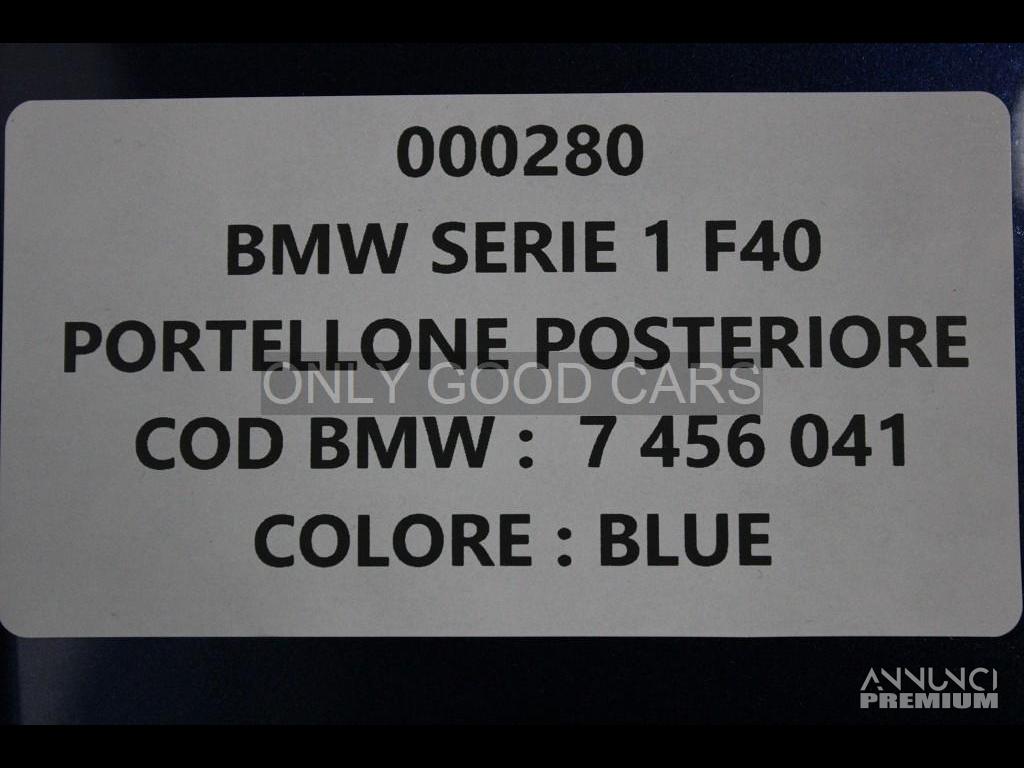 000280
BMW SERIE 1 F40
PORTELLONE POSTERIORE
ONLY GOOD CARS
COD BMW : 7 456 041
COLORE : BLUE
ANNUNCI
PREMIUM